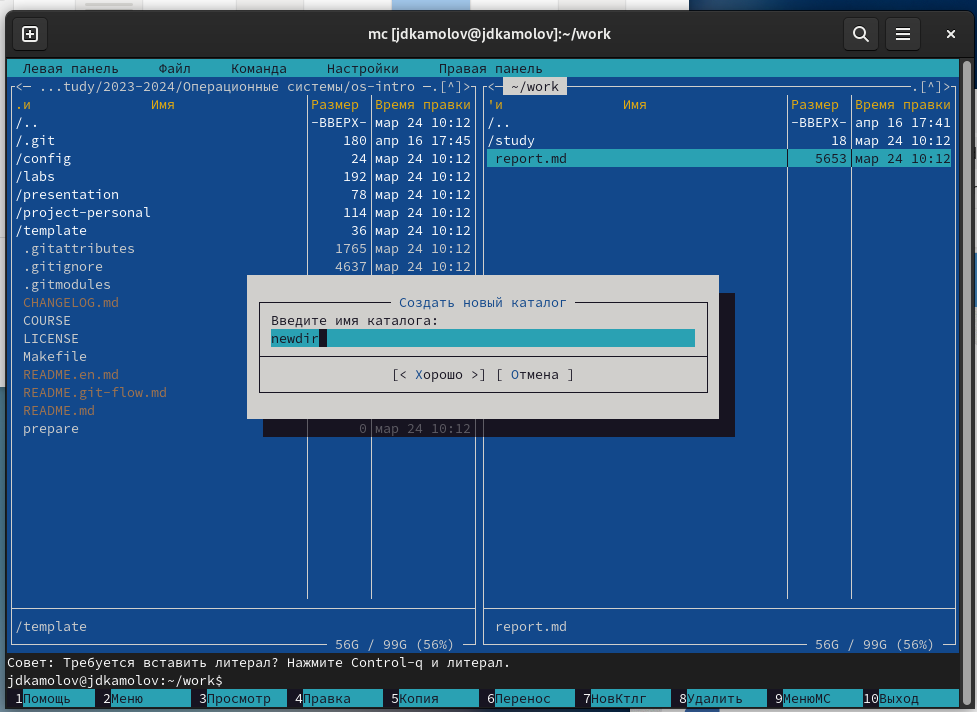 mc [jdkamolov@jdkamolov]:~/work
Левая панель Файл Команда Настройки Правая панель
<─ ...tudy/2023-2024/Операционные системы/os-intro ─.[^]> <─ ~/work .[^]>
.и Имя Размер Время правки 'и Имя Размер Время правки
/.. -ВВЕРХ- мар 24 10:12 /.. -ВВЕРХ- апр 16 17:41
/.git 180 апр 16 17:45 /study 18 мар 24 10:12
/config 24 мар 24 10:12 report.md 5653 мар 24 10:12
/labs 192 мар 24 10:12
/presentation 78 мар 24 10:12
/project-personal 114 мар 24 10:12
/template 36 мар 24 10:12
.gitattributes 1765 мар 24 10:12
.gitignore 4637 мар 24 10:12
.gitmodules
CHANGELOG.md Создать новый каталог
COURSE Введите имя каталога:
LICENSE newdir
Makefile
README.en.md [< Хорошо >] [ Отмена ]
README.git-flow.md
README.md
prepare 0 мар 24 10:12
/template report.md
56G / 99G (56%) 56G / 99G (56%)
Совет: Требуется вставить литерал? Нажмите Control-q и литерал.
jdkamolov@jdkamolov:~/work$
1Помощь 2Меню 3Просмотр 4Правка 5Копия 6Перенос 7НовКтлг 8Удалить 9МенюMC 10Выход